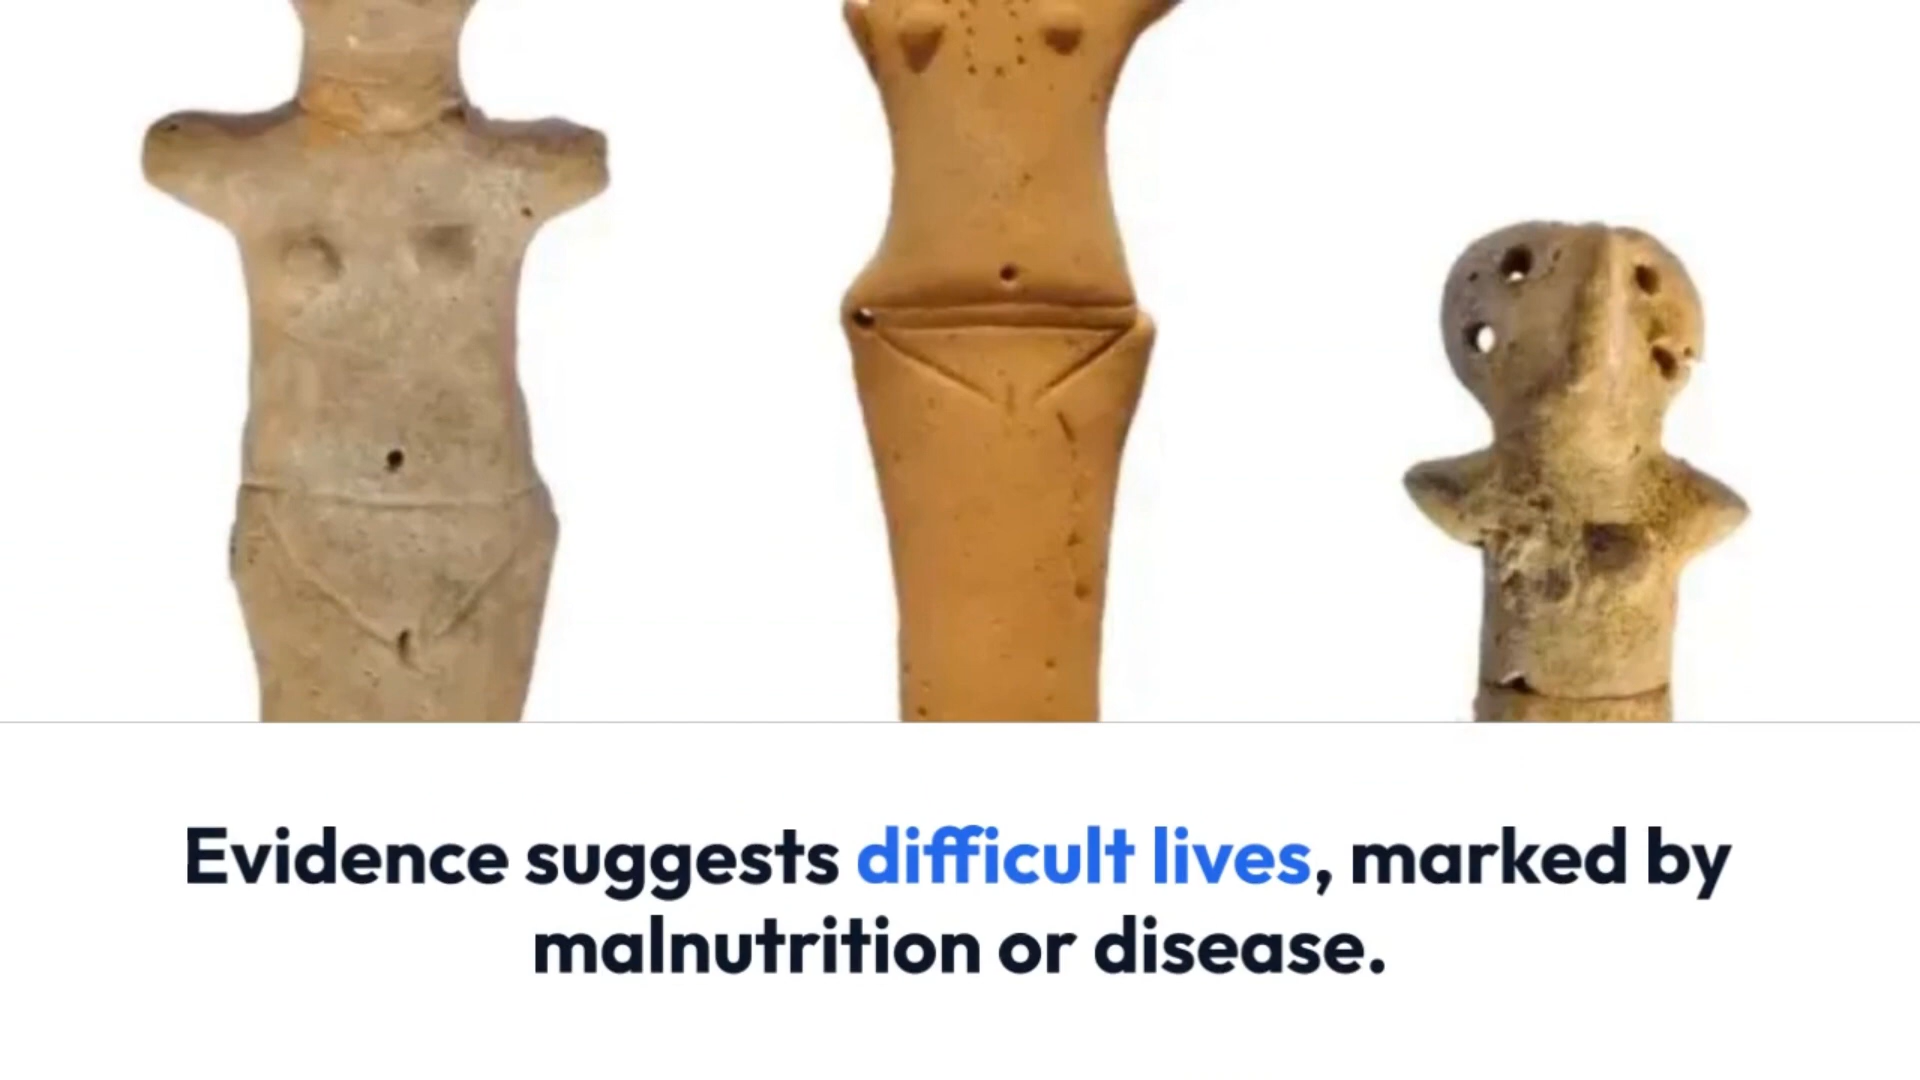 Evidence suggests difficult lives, marked by
malnutrition or disease.